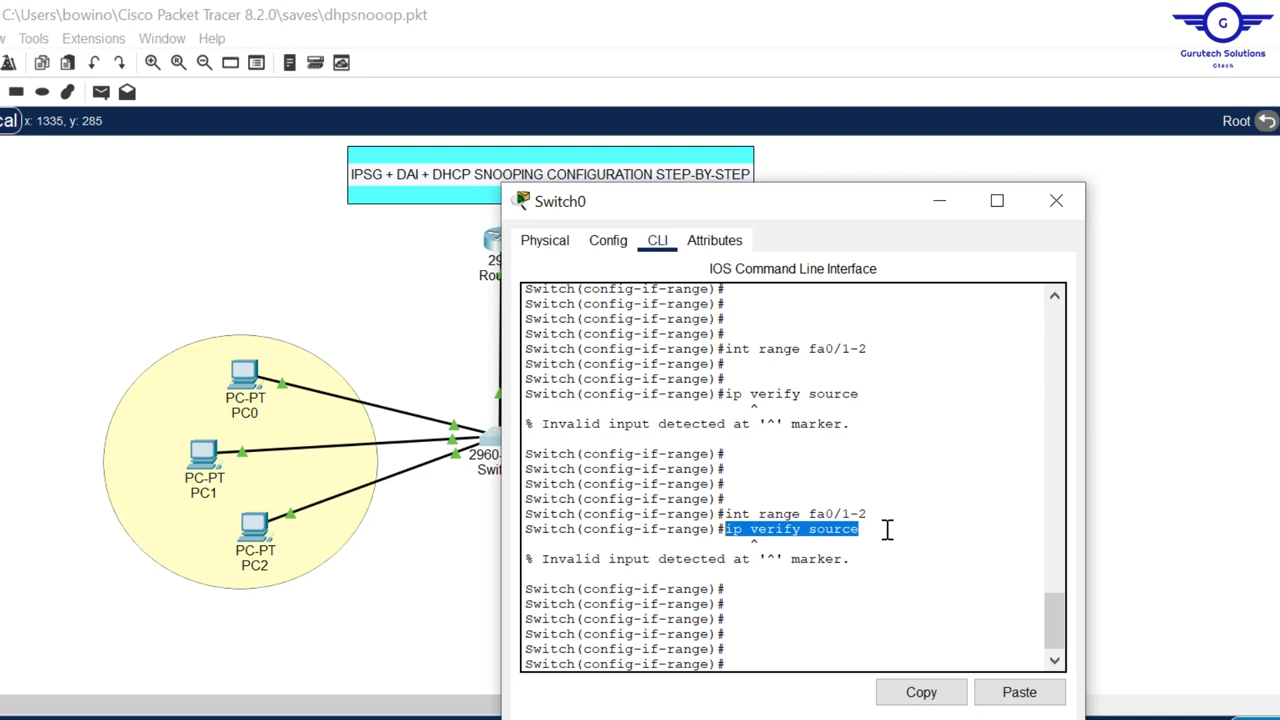 C:\Users\bowino\Cisco Packet Tracer 8.2.0\saves\dhpsnooop.pkt
Tools Extensions Window Help
G
Gurutech Solutions
Gtech
x: 1335, y: 285
Root
IPSG + DAI + DHCP SNOOPING CONFIGURATION STEP-BY-STEP
Switch0
Physical Config CLI Attributes
IOS Command Line Interface
Switch(config-if-range)#
Switch(config-if-range)#
Switch(config-if-range)#
Switch(config-if-range)#
Switch(config-if-range)#int range fa0/1-2
Switch(config-if-range)#
Switch(config-if-range)#
Switch(config-if-range)#ip verify source
^
% Invalid input detected at '^' marker.
Switch(config-if-range)#
Switch(config-if-range)#
Switch(config-if-range)#
Switch(config-if-range)#
Switch(config-if-range)#int range fa0/1-2
Switch(config-if-range)#ip verify source
^
% Invalid input detected at '^' marker.
Switch(config-if-range)#
Switch(config-if-range)#
Switch(config-if-range)#
Switch(config-if-range)#
Switch(config-if-range)#
Switch(config-if-range)#
Copy Paste
29
Rou
PC-PT
PC0
PC-PT
PC1
PC-PT
PC2
2960-
Swit